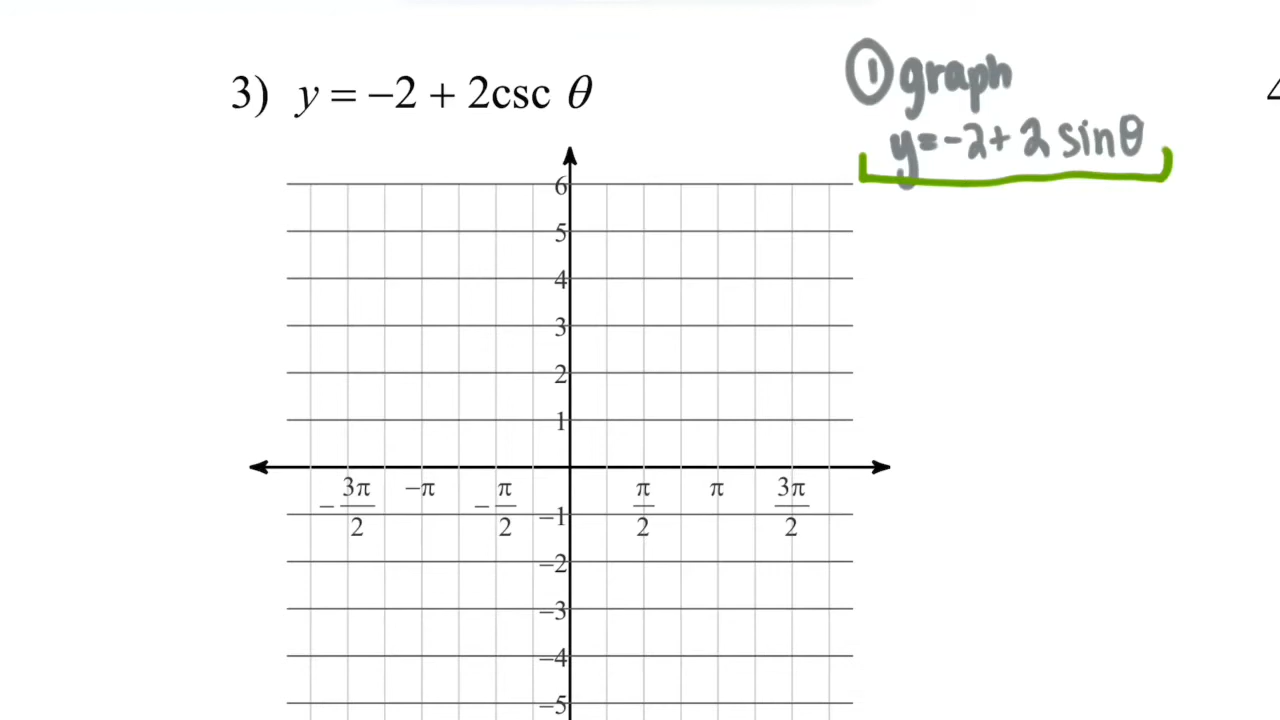 3) y = −2 + 2csc θ
① graph
y = -2 + 2 sin θ
6
5
4
3
2
1
−3π/2 −π −π/2 π/2 π 3π/2
−1
−2
−3
−4
−5